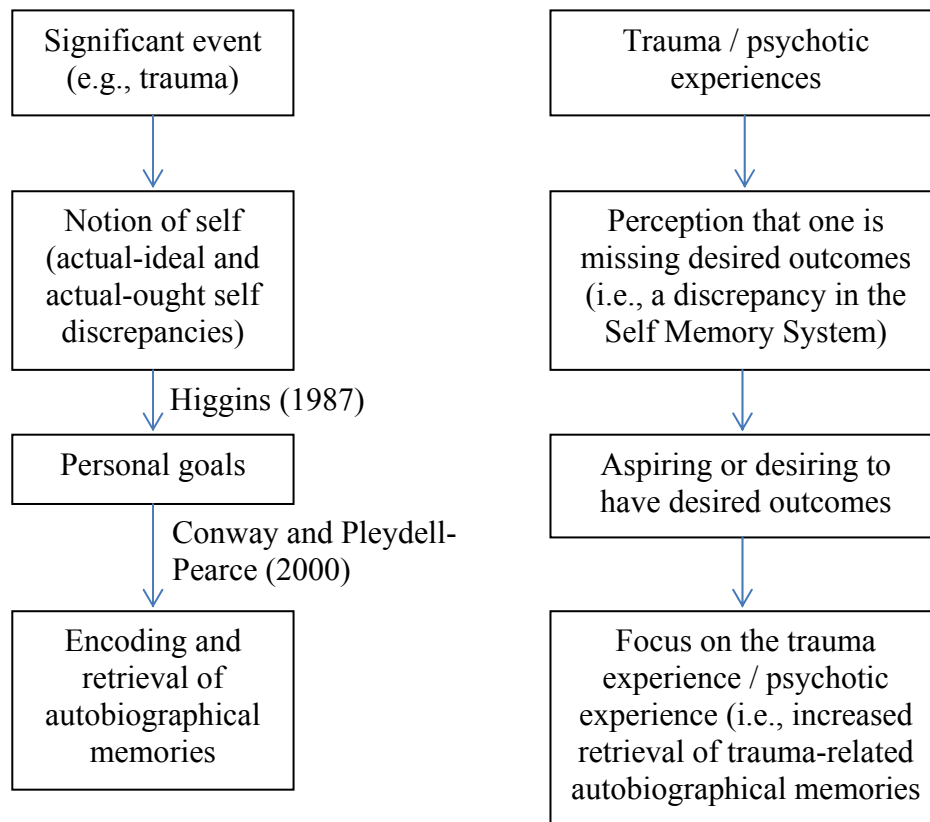 Significant event
(e.g., trauma)
Notion of self
(actual-ideal and
actual-ought self
discrepancies)
Higgins (1987)
Personal goals
Conway and Pleydell-
Pearce (2000)
Encoding and
retrieval of
autobiographical
memories
Trauma / psychotic
experiences
Perception that one is
missing desired outcomes
(i.e., a discrepancy in the
Self Memory System)
Aspiring or desiring to
have desired outcomes
Focus on the trauma
experience / psychotic
experience (i.e., increased
retrieval of trauma-related
autobiographical memories